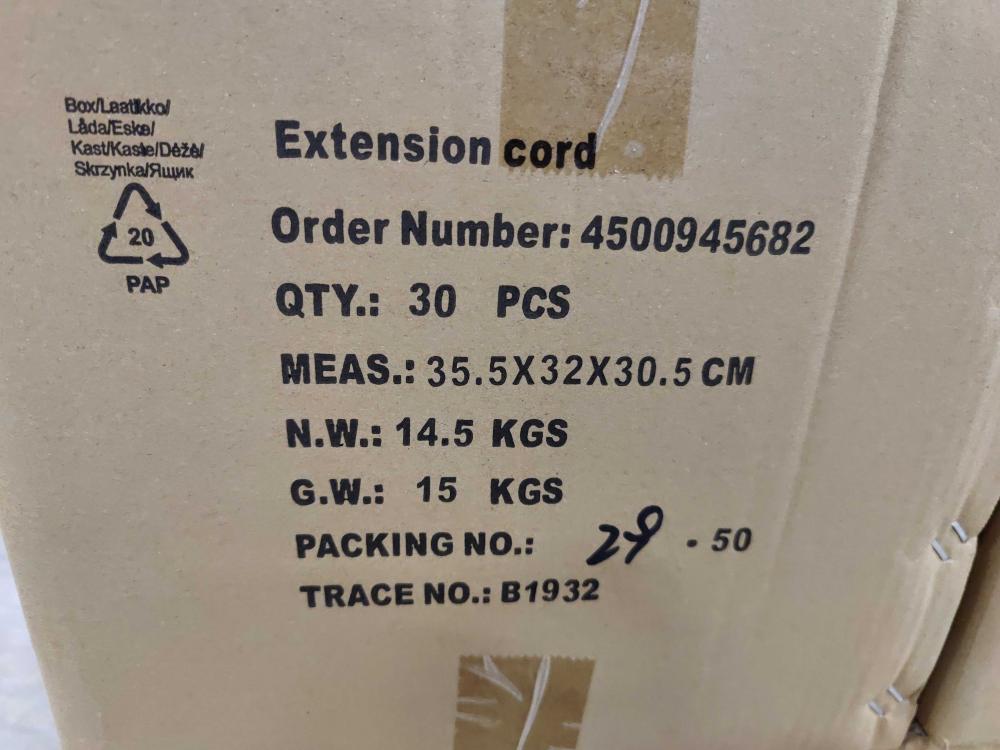 Box/Laatikko/
Låda/Eske/
Kast/Kaste/Dėžė/
Skrzynka/Ящик
20
PAP
Extension cord
Order Number: 4500945682
QTY.: 30 PCS
MEAS.: 35.5X32X30.5 CM
N.W.: 14.5 KGS
G.W.: 15 KGS
PACKING NO.: 29 - 50
TRACE NO.: B1932